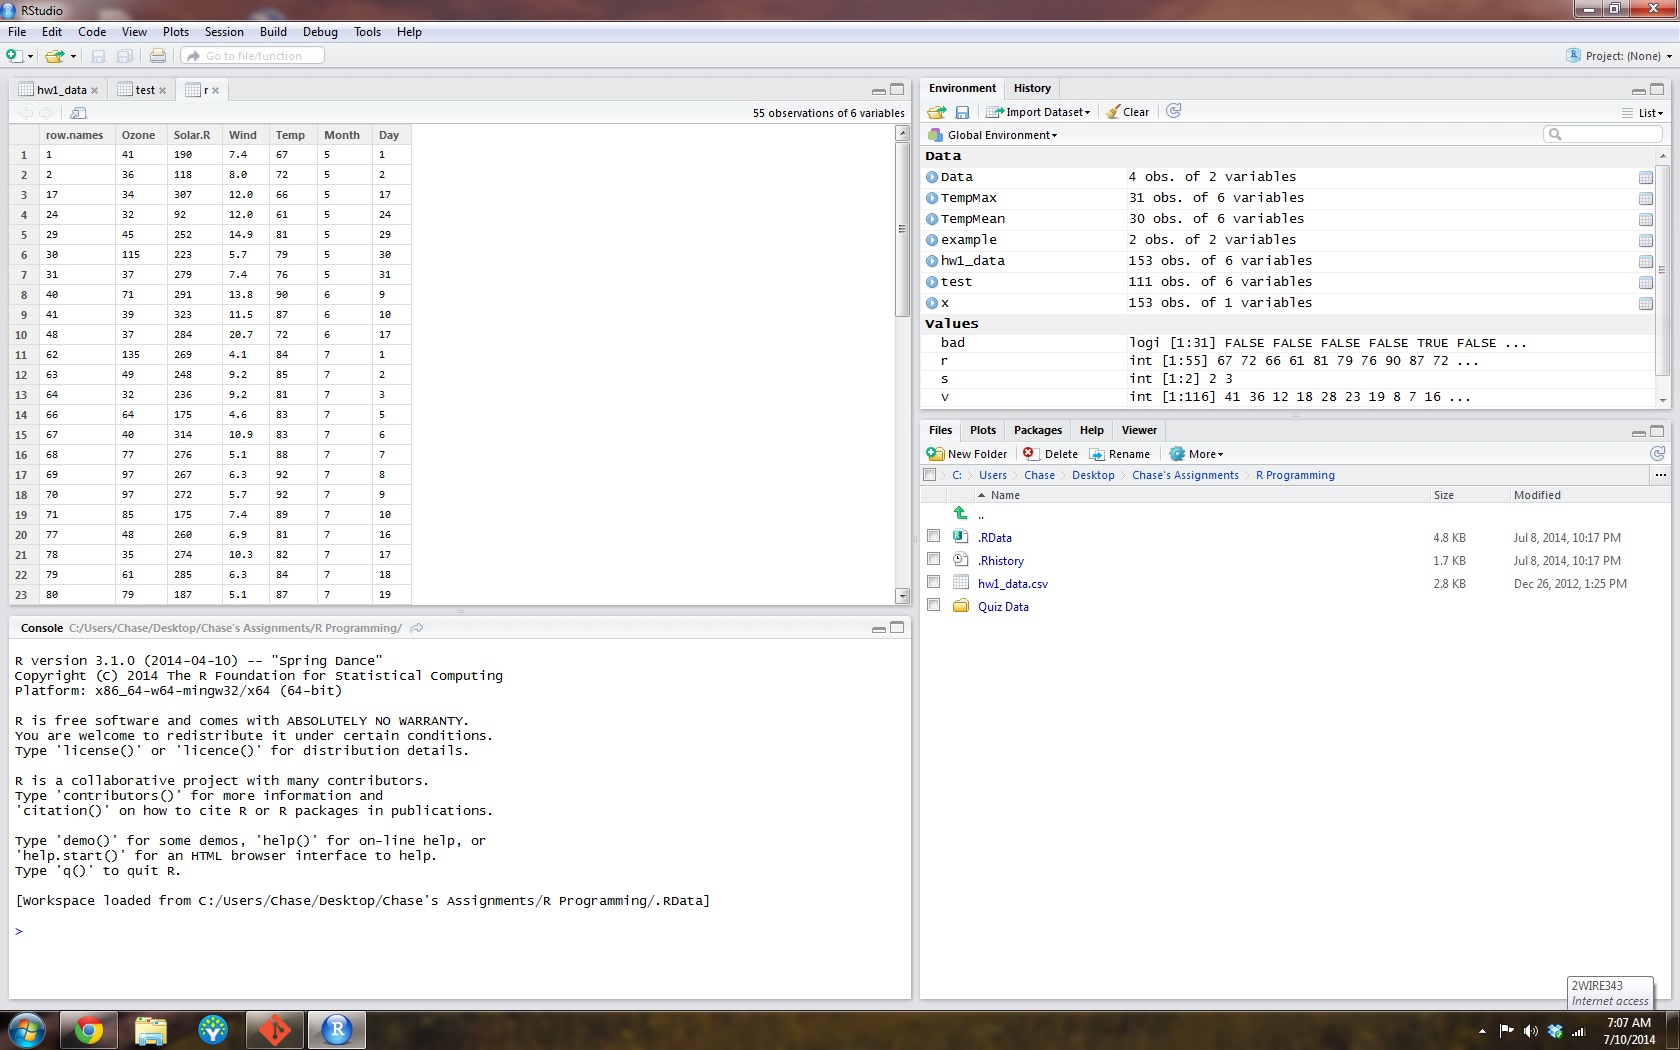 RStudio
File Edit Code View Plots Session Build Debug Tools Help
Go to file/function
Project: (None)
hw1_data test r
55 observations of 6 variables
row.names Ozone Solar.R Wind Temp Month Day
1 1 41 190 7.4 67 5 1
2 2 36 118 8.0 72 5 2
3 17 34 307 12.0 66 5 17
4 24 32 92 12.0 61 5 24
5 29 45 252 14.9 81 5 29
6 30 115 223 5.7 79 5 30
7 31 37 279 7.4 76 5 31
8 40 71 291 13.8 90 6 9
9 41 39 323 11.5 87 6 10
10 48 37 284 20.7 72 6 17
11 62 135 269 4.1 84 7 1
12 63 49 248 9.2 85 7 2
13 64 32 236 9.2 81 7 3
14 66 64 175 4.6 83 7 5
15 67 40 314 10.9 83 7 6
16 68 77 276 5.1 88 7 7
17 69 97 267 6.3 92 7 8
18 70 97 272 5.7 92 7 9
19 71 85 175 7.4 89 7 10
20 77 48 260 6.9 81 7 16
21 78 35 274 10.3 82 7 17
22 79 61 285 6.3 84 7 18
23 80 79 187 5.1 87 7 19
Console C:/Users/Chase/Desktop/Chase's Assignments/R Programming/
R version 3.1.0 (2014-04-10) -- "Spring Dance"
Copyright (C) 2014 The R Foundation for Statistical Computing
Platform: x86_64-w64-mingw32/x64 (64-bit)
R is free software and comes with ABSOLUTELY NO WARRANTY.
You are welcome to redistribute it under certain conditions.
Type 'license()' or 'licence()' for distribution details.
R is a collaborative project with many contributors.
Type 'contributors()' for more information and
'citation()' on how to cite R or R packages in publications.
Type 'demo()' for some demos, 'help()' for on-line help, or
'help.start()' for an HTML browser interface to help.
Type 'q()' to quit R.
[Workspace loaded from C:/Users/Chase/Desktop/Chase's Assignments/R Programming/.RData]
>
Environment History
Import Dataset Clear List
Global Environment
Data
Data 4 obs. of 2 variables
TempMax 31 obs. of 6 variables
TempMean 30 obs. of 6 variables
example 2 obs. of 2 variables
hw1_data 153 obs. of 6 variables
test 111 obs. of 6 variables
x 153 obs. of 1 variables
Values
bad logi [1:31] FALSE FALSE FALSE FALSE TRUE FALSE ...
r int [1:55] 67 72 66 61 81 79 76 90 87 72 ...
s int [1:2] 2 3
v int [1:116] 41 36 12 18 28 23 19 8 7 16 ...
Files Plots Packages Help Viewer
New Folder Delete Rename More
C: Users Chase Desktop Chase's Assignments R Programming ...
Name Size Modified
..
.RData 4.8 KB Jul 8, 2014, 10:17 PM
.Rhistory 1.7 KB Jul 8, 2014, 10:17 PM
hw1_data.csv 2.8 KB Dec 26, 2012, 1:25 PM
Quiz Data
2WIRE343
Internet access
7:07 AM
7/10/2014